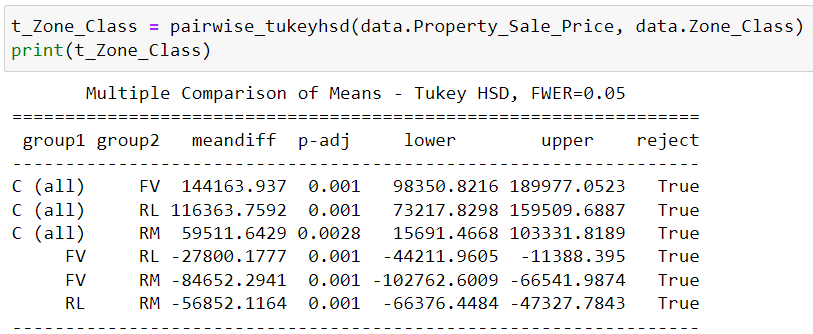 t_Zone_Class = pairwise_tukeyhsd(data.Property_Sale_Price, data.Zone_Class)
print(t_Zone_Class)
Multiple Comparison of Means - Tukey HSD, FWER=0.05
=================================================================
group1 group2 meandiff p-adj lower upper reject
-----------------------------------------------------------------
C (all) FV 144163.937 0.001 98350.8216 189977.0523 True
C (all) RL 116363.7592 0.001 73217.8298 159509.6887 True
C (all) RM 59511.6429 0.0028 15691.4668 103331.8189 True
FV RL -27800.1777 0.001 -44211.9605 -11388.395 True
FV RM -84652.2941 0.001 -102762.6009 -66541.9874 True
RL RM -56852.1164 0.001 -66376.4484 -47327.7843 True
-----------------------------------------------------------------